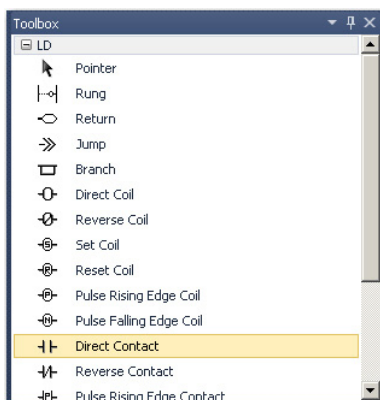 Toolbox
LD
Pointer
Rung
Return
Jump
Branch
Direct Coil
Reverse Coil
Set Coil
Reset Coil
Pulse Rising Edge Coil
Pulse Falling Edge Coil
Direct Contact
Reverse Contact
Pulse Rising Edge Contact